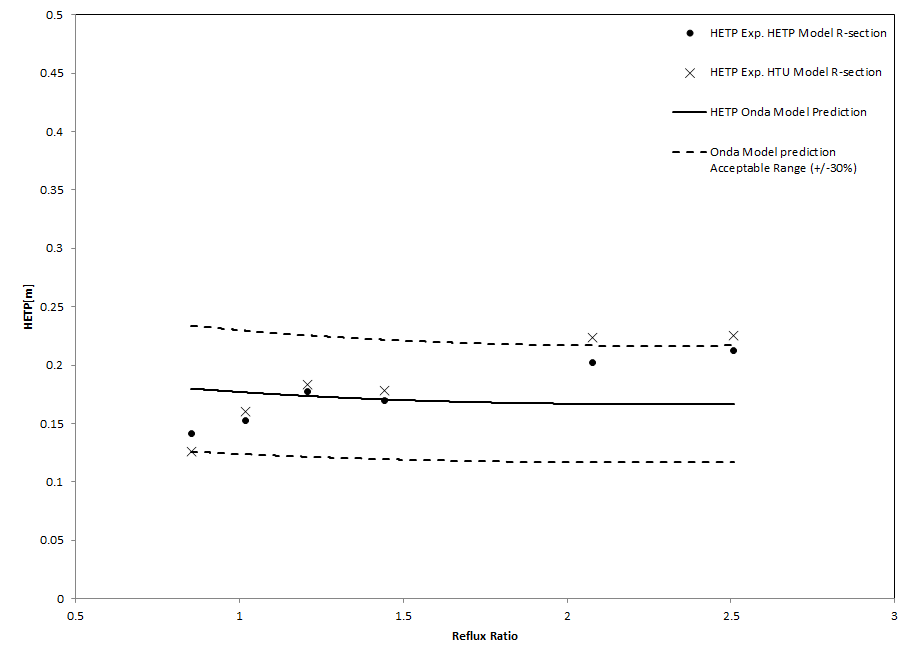 0.5
0.45
0.4
0.35
0.3
0.25
0.2
0.15
0.1
0.05
0
HETP[m]
0.5
1
1.5
2
2.5
3
Reflux Ratio
HETP Exp. HETP Model R-section
HETP Exp. HTU Model R-section
HETP Onda Model Prediction
Onda Model prediction
Acceptable Range (+/-30%)